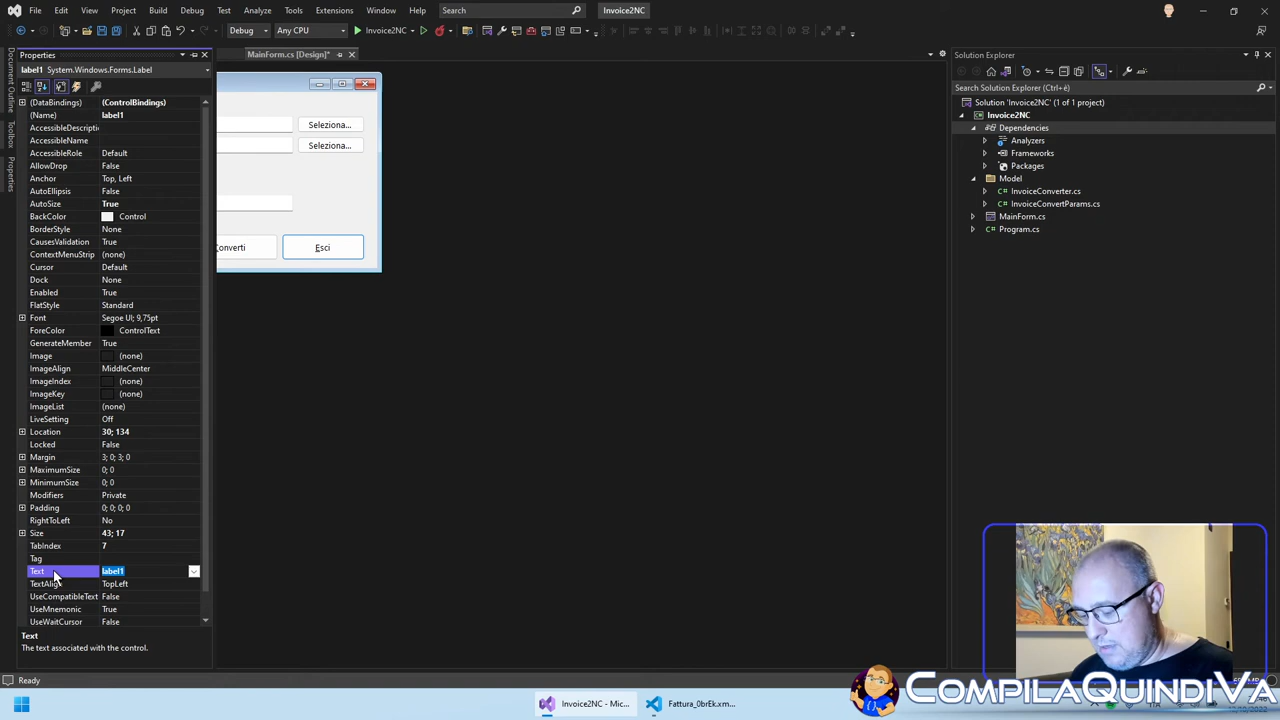 File Edit View Git Project Build Debug Test Analyze Tools Extensions Window Help Search Invoice2NC
Debug Any CPU Invoice2NC
Document Outline
Toolbox
Properties
Properties
MainForm.cs [Design]*
label1 System.Windows.Forms.Label
(DataBindings) (ControlBindings)
(Name) label1
AccessibleDescripti
AccessibleName
AccessibleRole Default
AllowDrop False
Anchor Top, Left
AutoEllipsis False
AutoSize True
BackColor Control
BorderStyle None
CausesValidation True
ContextMenuStrip (none)
Cursor Default
Dock None
Enabled True
FlatStyle Standard
Font Segoe UI; 9,75pt
ForeColor ControlText
GenerateMember True
Image (none)
ImageAlign MiddleCenter
ImageIndex (none)
ImageKey (none)
ImageList (none)
LiveSetting Off
Location 30; 134
Locked False
Margin 3; 0; 3; 0
MaximumSize 0; 0
MinimumSize 0; 0
Modifiers Private
Padding 0; 0; 0; 0
RightToLeft No
Size 43; 17
TabIndex 7
Tag
Text label1
TextAlign TopLeft
UseCompatibleText False
UseMnemonic True
UseWaitCursor False
Text
The text associated with the control.
Seleziona...
Seleziona...
Converti Esci
Solution Explorer
Search Solution Explorer (Ctrl+è)
Solution 'Invoice2NC' (1 of 1 project)
Invoice2NC
Dependencies
Analyzers
Frameworks
Packages
Model
InvoiceConverter.cs
InvoiceConvertParams.cs
MainForm.cs
Program.cs
Ready
COMPILAQUINDIVA
Invoice2NC - Mic...
Fattura_0brEk.xm...